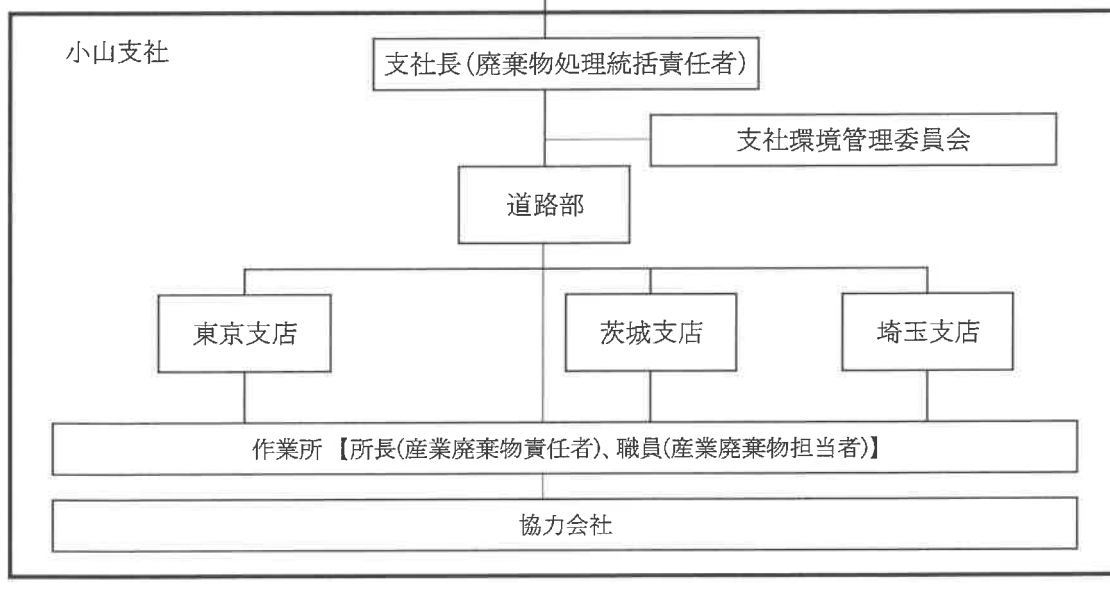 小山支社
支社長(廃棄物処理統括責任者)
支社環境管理委員会
道路部
東京支店
茨城支店
埼玉支店
作業所【所長(産業廃棄物責任者)、職員(産業廃棄物担当者)】
協力会社